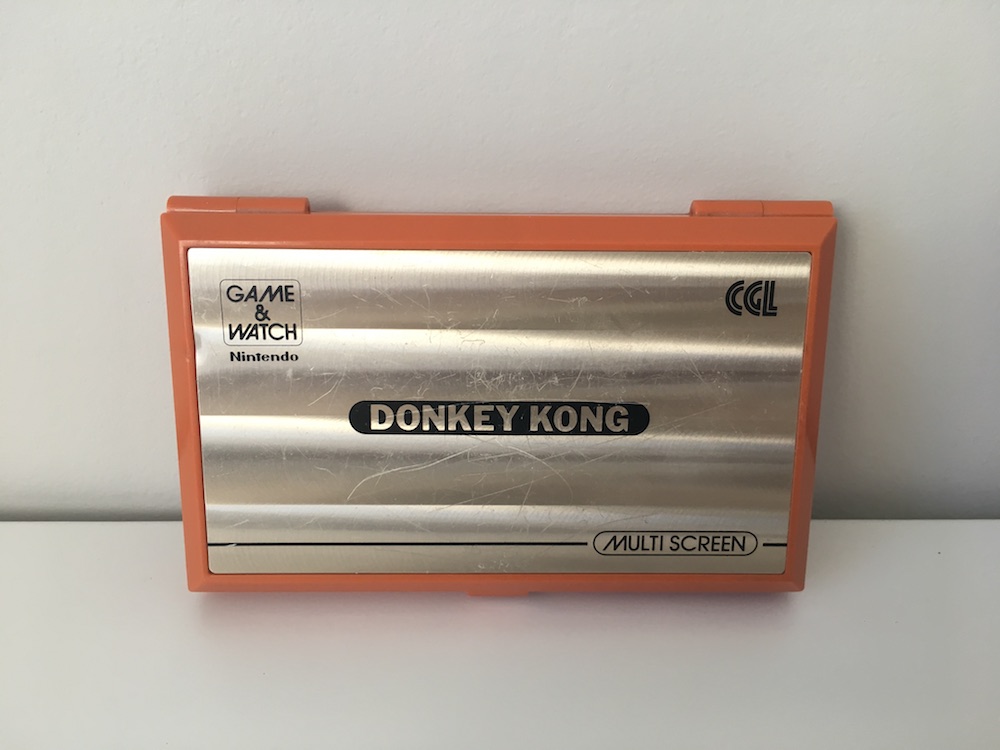 GAME
&
WATCH
Nintendo
CGL
DONKEY KONG
MULTI SCREEN